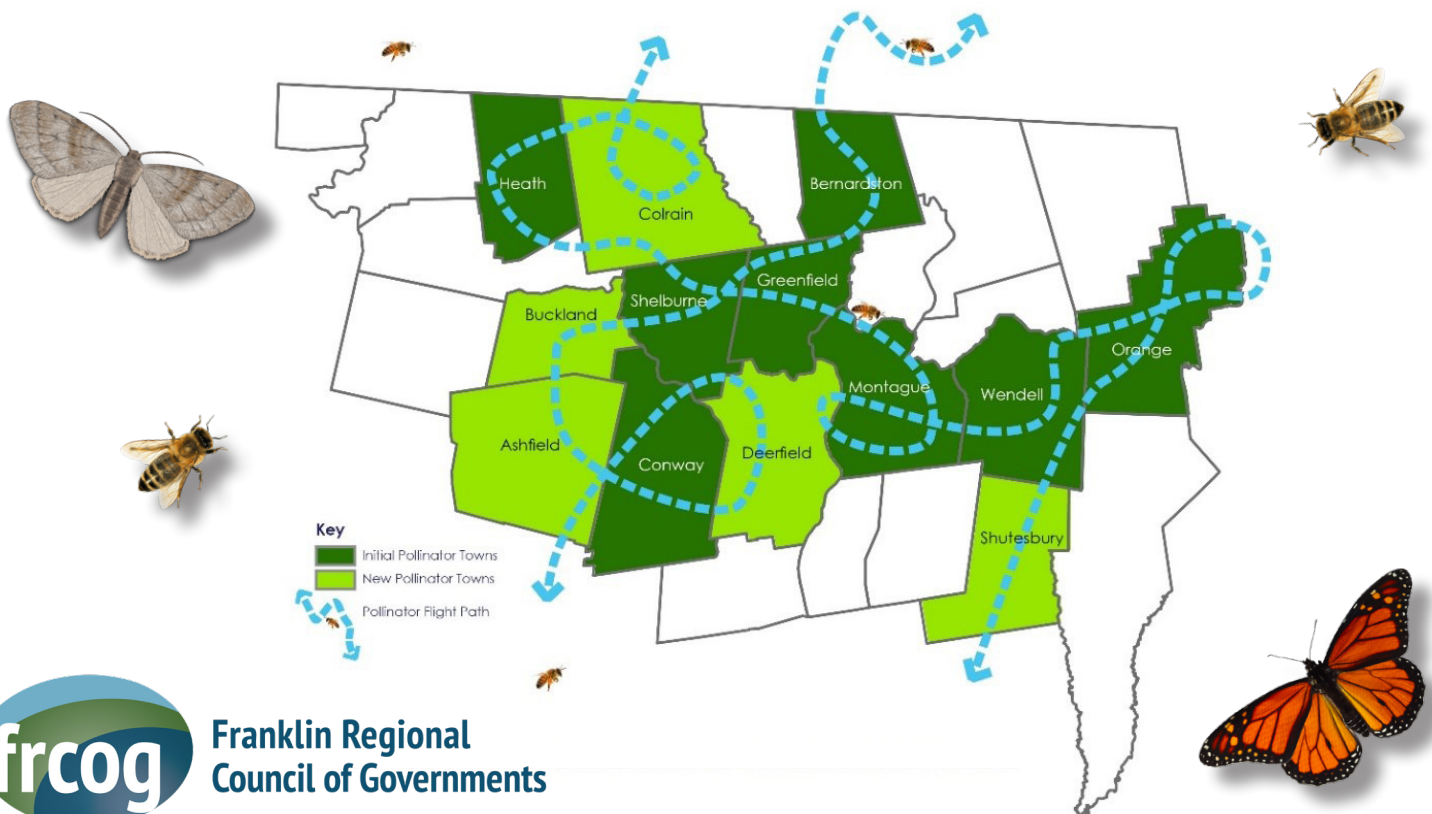 Heath
Bernardston
Colrain
Greenfield
Shelburne
Buckland
Orange
Montague
Wendell
Ashfield
Deerfield
Conway
Key
Initial Pollinator Towns
New Pollinator Towns
Pollinator Flight Path
Shutesbury
frcog
Franklin Regional
Council of Governments